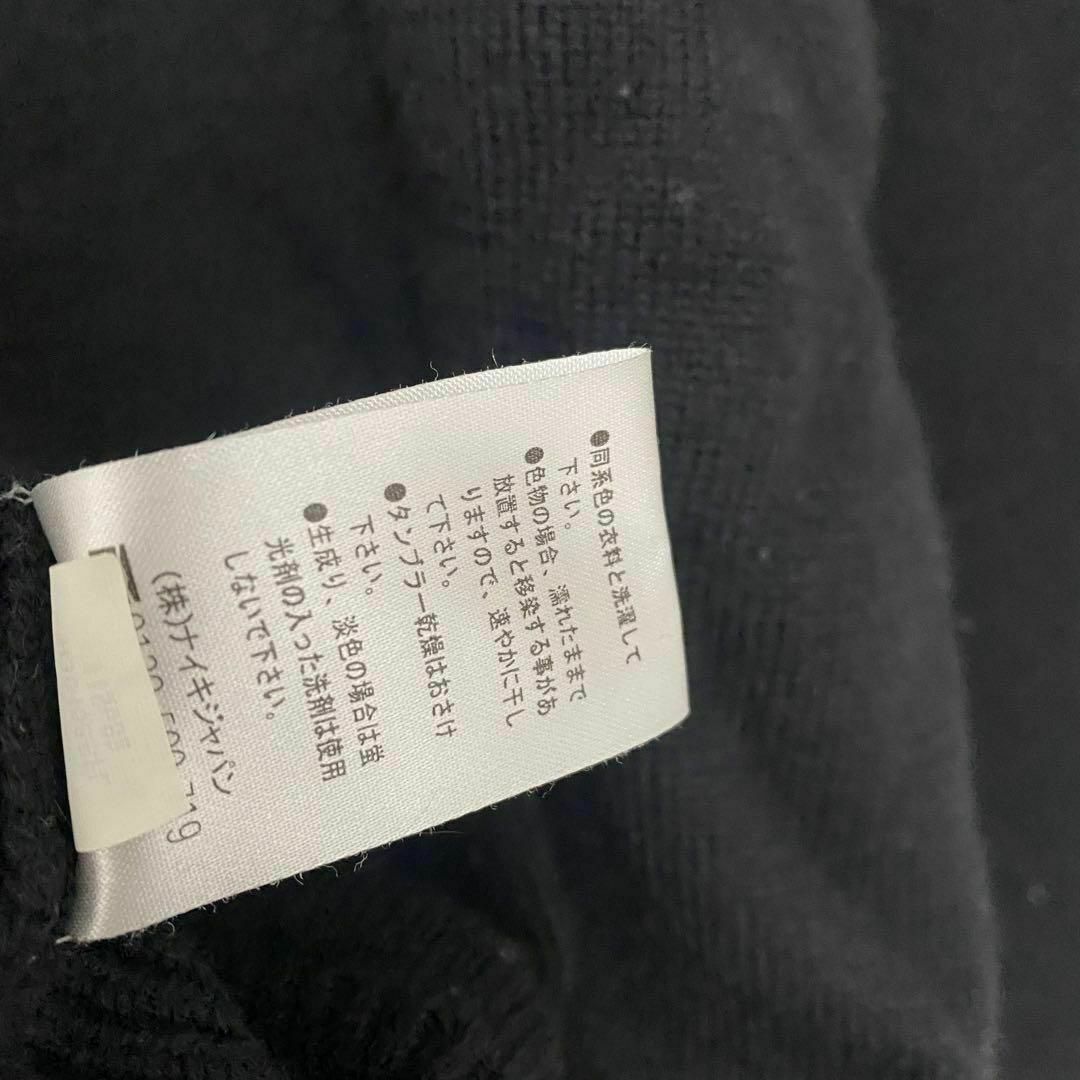 ●同系色の衣料と洗濯して
下さい。
●色物の場合、濡れたままで
放置すると移染する事があ
りますので、速やかに干し
て下さい。
●タンブラー乾燥はおさけ
下さい。
●生成り、淡色の場合は蛍
光剤の入った洗剤は使用
しないで下さい。
(株)ナイキジャパン